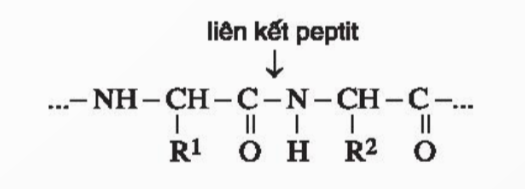 liên kết peptit
...– NH – CH – C – N – CH – C –...
R¹ O H R² O